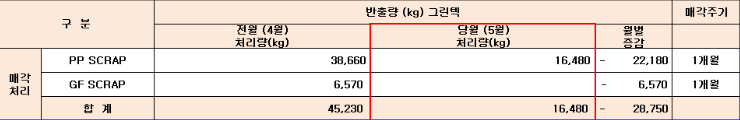 구 분 반출량 (kg) 그린텍 매각주기
전월 (4월) 당월 (5월) 월별
처리량(kg) 처리량(kg) 증감
매각
처리
PP SCRAP 38,660 16,480 - 22,180 1개월
GF SCRAP 6,570 - 6,570 1개월
합 계 45,230 16,480 - 28,750